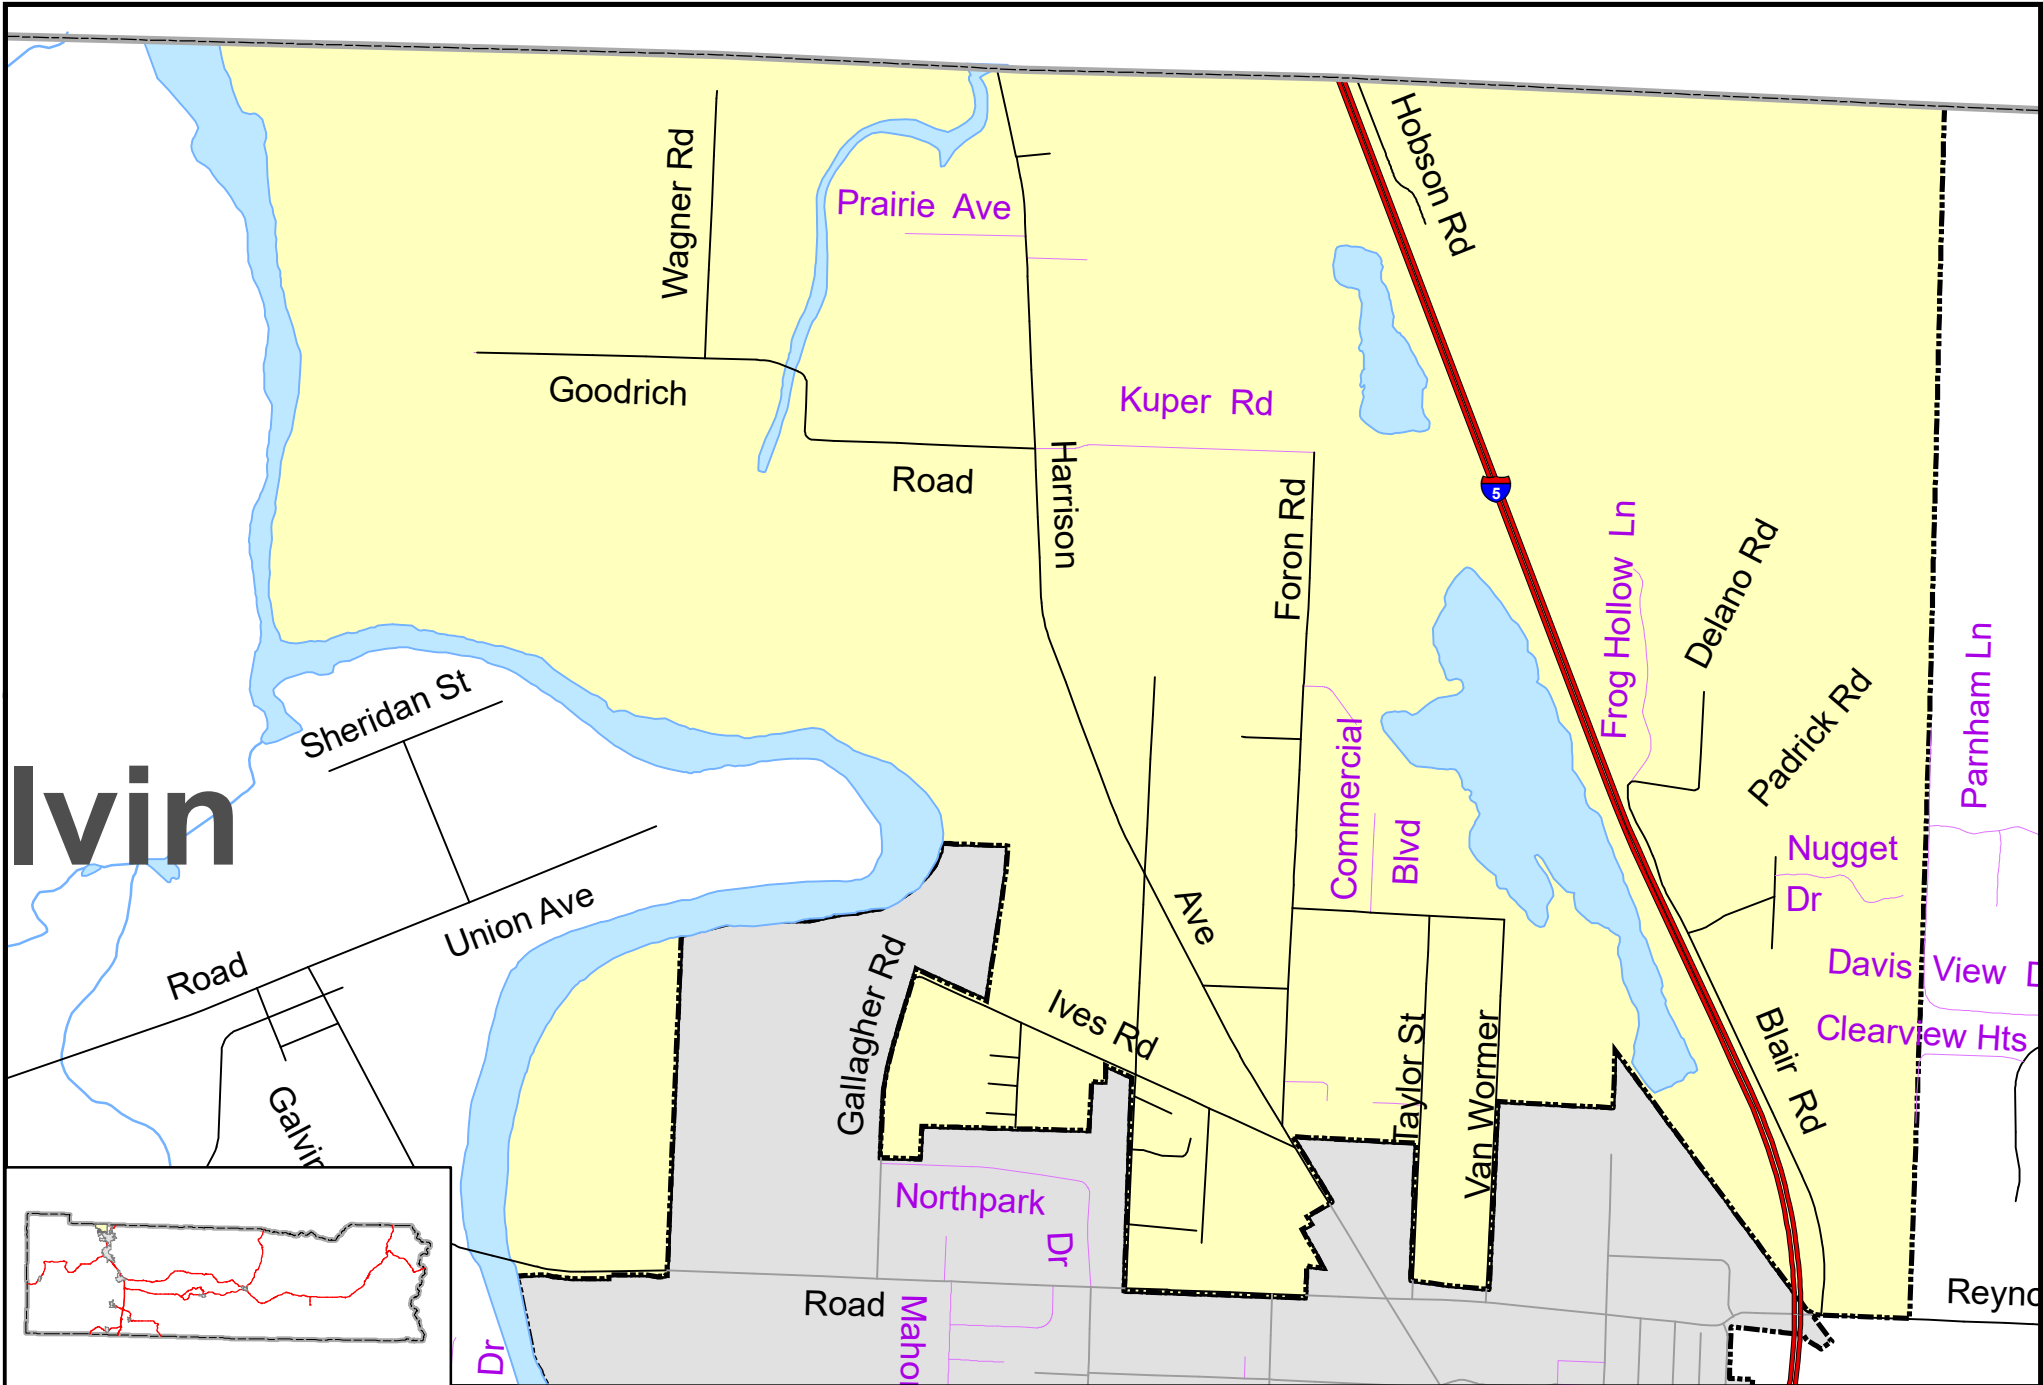 Hobson Rd
Wagner Rd
Prairie Ave
Goodrich
Kuper Rd
Road
Harrison
Foron Rd
5
Frog Hollow Ln
Delano Rd
Parnham Ln
Sheridan St
Padrick Rd
Commercial
Blvd
lvin
Nugget
Dr
Union Ave
Ave
Road
Gallagher Rd
Davis View D
Ives Rd
Clearview Hts
Taylor St
Van Wormer
Blair Rd
Galvin
Northpark
Dr
Road
Mahon
Reyno
Dr